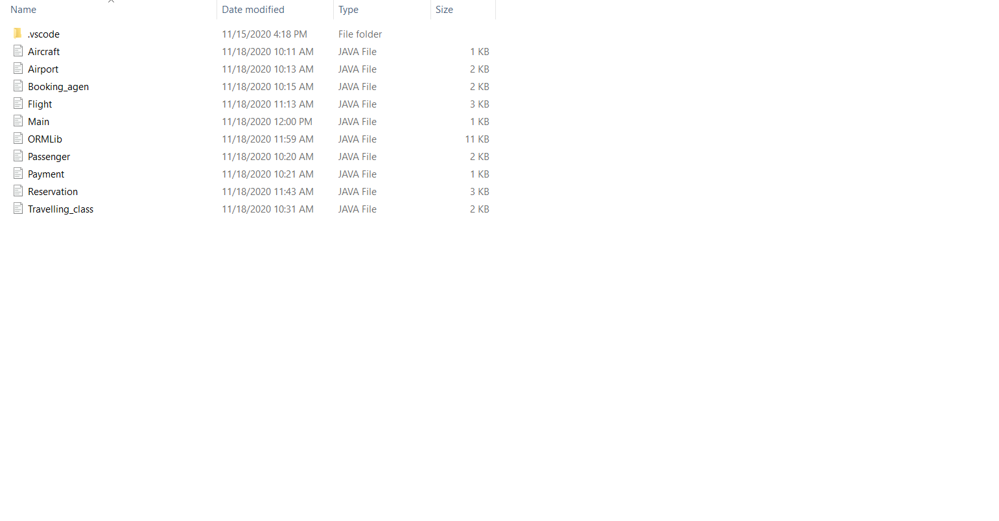 Name Date modified Type Size
.vscode 11/15/2020 4:18 PM File folder
Aircraft 11/18/2020 10:11 AM JAVA File 1 KB
Airport 11/18/2020 10:13 AM JAVA File 2 KB
Booking_agen 11/18/2020 10:15 AM JAVA File 2 KB
Flight 11/18/2020 11:13 AM JAVA File 3 KB
Main 11/18/2020 12:00 PM JAVA File 1 KB
ORMLib 11/18/2020 11:59 AM JAVA File 11 KB
Passenger 11/18/2020 10:20 AM JAVA File 2 KB
Payment 11/18/2020 10:21 AM JAVA File 1 KB
Reservation 11/18/2020 11:43 AM JAVA File 3 KB
Travelling_class 11/18/2020 10:31 AM JAVA File 2 KB